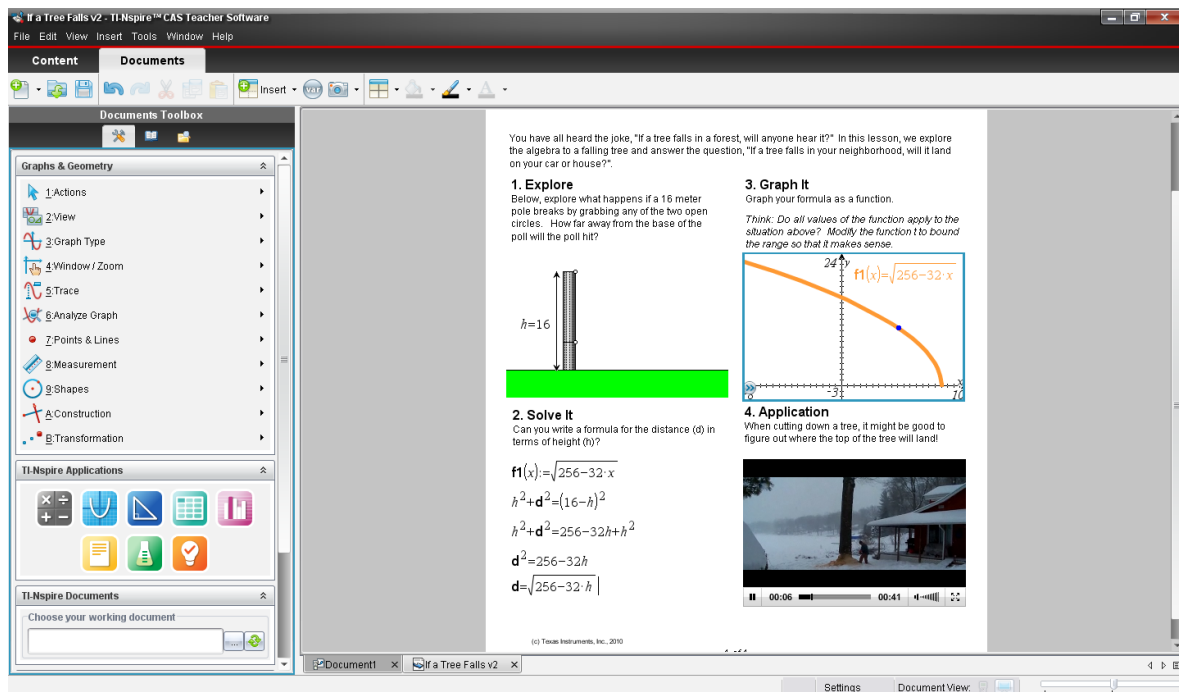 If a Tree Falls v2 - TI-Nspire™ CAS Teacher Software
File Edit View Insert Tools Window Help
Content Documents
Insert var
Documents Toolbox
Graphs & Geometry
1:Actions
2:View
3:Graph Type
4:Window / Zoom
5:Trace
6:Analyze Graph
7:Points & Lines
8:Measurement
9:Shapes
A:Construction
B:Transformation
TI-Nspire Applications
TI-Nspire Documents
Choose your working document
...
You have all heard the joke, "If a tree falls in a forest, will anyone hear it?" In this lesson, we explore
the algebra to a falling tree and answer the question, "If a tree falls in your neighborhood, will it land
on your car or house?".
1. Explore
Below, explore what happens if a 16 meter
pole breaks by grabbing any of the two open
circles. How far away from the base of the
poll will the poll hit?
h=16
2. Solve It
Can you write a formula for the distance (d) in
terms of height (h)?
f1(x):=√256-32·x
h²+d²=(16-h)²
h²+d²=256-32h+h²
d²=256-32h
d=√256-32·h
3. Graph It
Graph your formula as a function.
Think: Do all values of the function apply to the
situation above? Modify the function t to bound
the range so that it makes sense.
24 y
f1(x)=√256-32·x
x
-8 -3 10
4. Application
When cutting down a tree, it might be good to
figure out where the top of the tree will land!
00:06 00:41
(c) Texas Instruments, Inc., 2010
Document1 If a Tree Falls v2
Settings Document View: